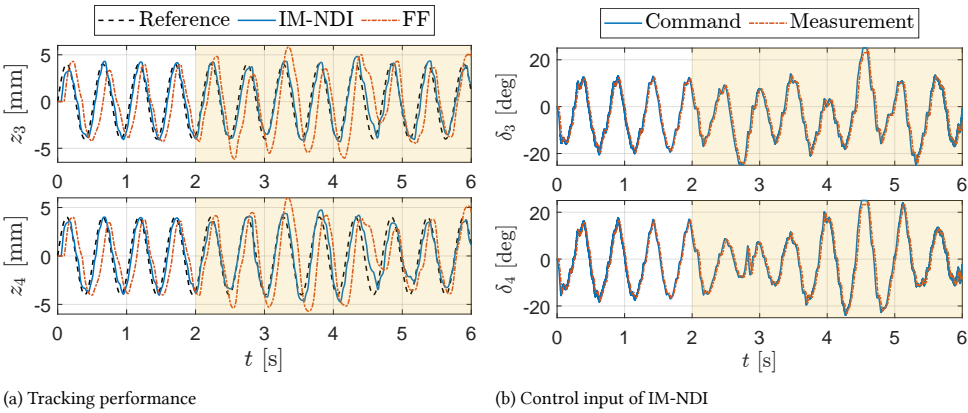 Reference IM-NDI FF
z₃ [mm]
5
0
-5
0 1 2 3 4 5 6
z₄ [mm]
5
0
-5
0 1 2 3 4 5 6
t [s]
(a) Tracking performance
Command Measurement
δ₃ [deg]
20
0
-20
0 1 2 3 4 5 6
δ₄ [deg]
20
0
-20
0 1 2 3 4 5 6
t [s]
(b) Control input of IM-NDI